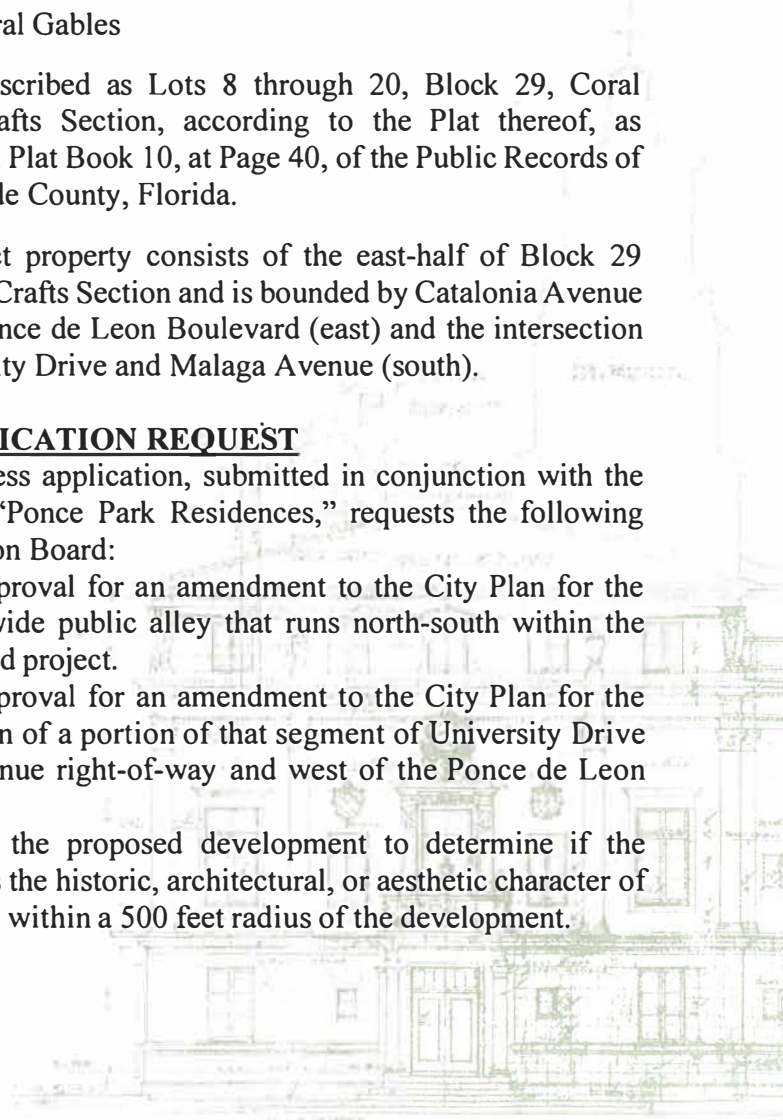 ral Gables
scribed as Lots 8 through 20, Block 29, Coral
afts Section, according to the Plat thereof, as
Plat Book 10, at Page 40, of the Public Records of
de County, Florida.
ct property consists of the east-half of Block 29
Crafts Section and is bounded by Catalonia Avenue
nce de Leon Boulevard (east) and the intersection
ity Drive and Malaga Avenue (south).
ICATION REQUEST
ess application, submitted in conjunction with the
“Ponce Park Residences,” requests the following
on Board:
proval for an amendment to the City Plan for the
wide public alley that runs north-south within the
d project.
proval for an amendment to the City Plan for the
n of a portion of that segment of University Drive
nue right-of-way and west of the Ponce de Leon
the proposed development to determine if the
s the historic, architectural, or aesthetic character of
within a 500 feet radius of the development.